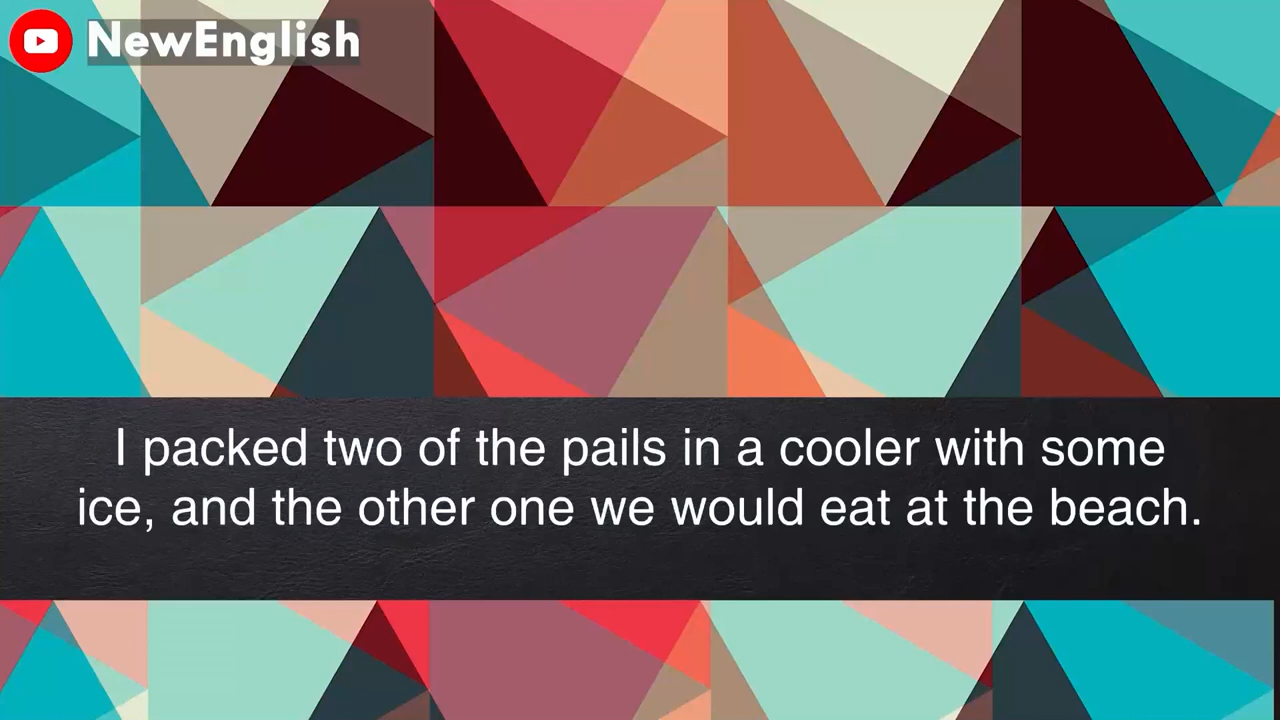 NewEnglish
I packed two of the pails in a cooler with some
ice, and the other one we would eat at the beach.